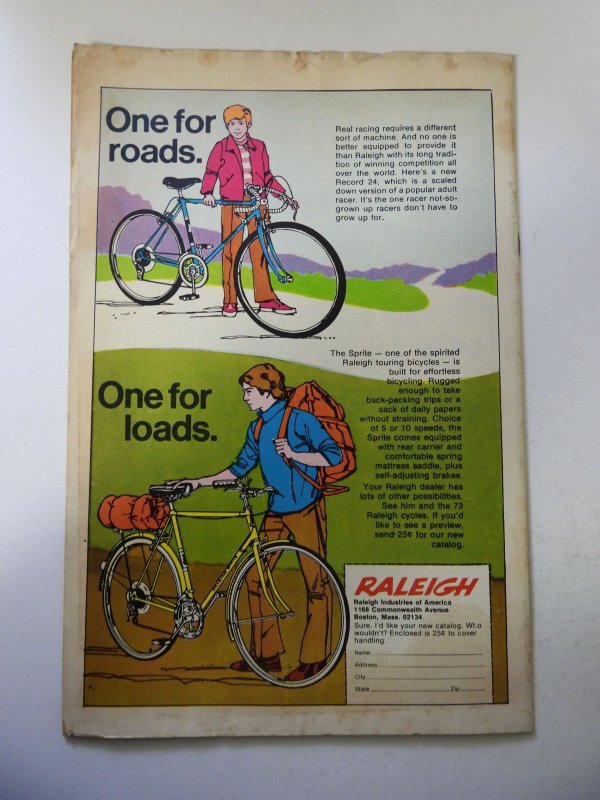 One for
roads.
Real racing requires a different
sort of machine. And no one is
better equipped to provide it
than Raleigh with its long tradi-
tion of winning competition all
over the world. Here's a new
Record 24, which is a scaled
down version of a popular adult
racer. It's the one racer not-so-
grown up racers don't have to
grow up for.
The Sprite — one of the spirited
Raleigh touring bicycles — is
built for effortless
bicycling. Rugged
enough to take
back-packing trips or a
sack of daily papers
without straining. Choice
of 5 or 10 speeds, the
Sprite comes equipped
with rear carrier and
comfortable spring
mattress saddle, plus
self-adjusting brakes.
Your Raleigh dealer has
lots of other possibilities.
See him and the 73
Raleigh cycles. If you'd
like to see a preview,
send 25¢ for our new
catalog.
One for
loads.
RALEIGH
Raleigh Industries of America
1168 Commonwealth Avenue
Boston, Mass. 02134
Sure, I'd like your new catalog. Who
wouldn't? Enclosed is 25¢ to cover
handling.
Name
Address
City
State Zip